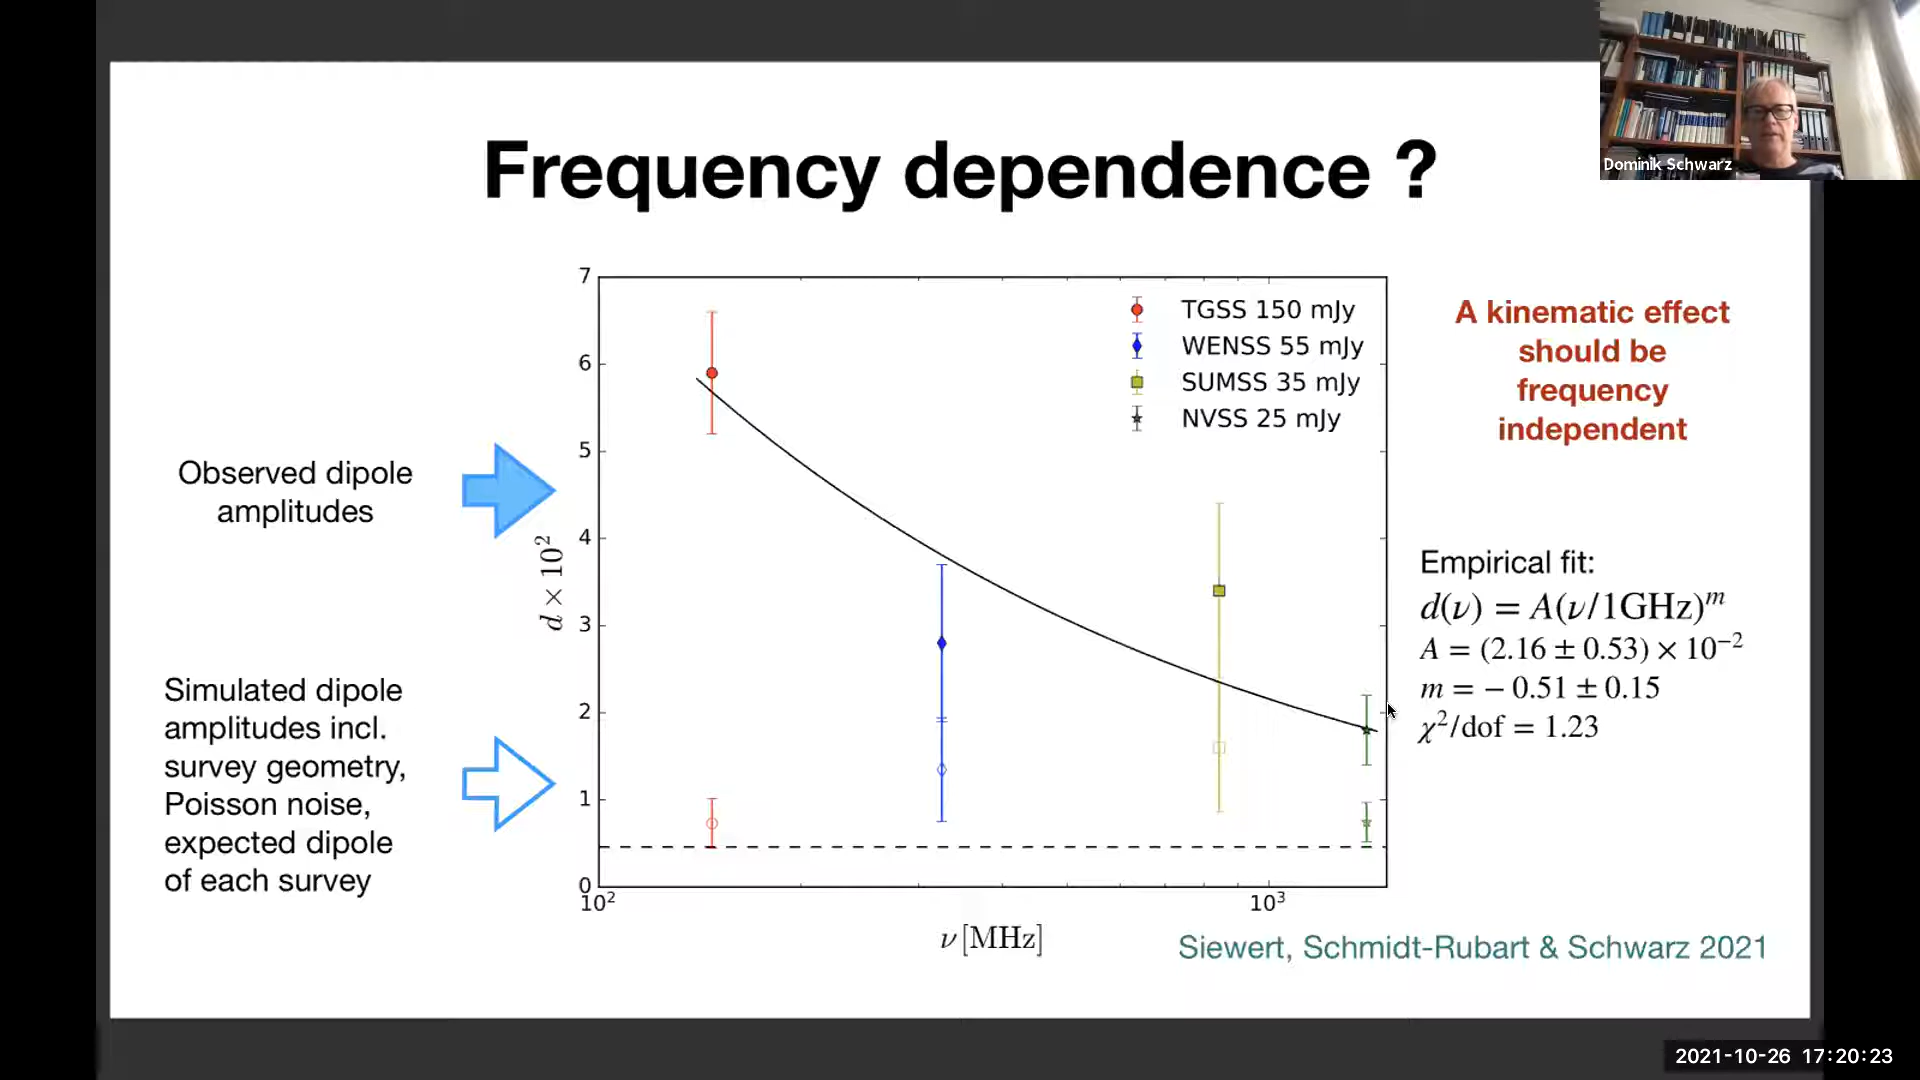 Dominik Schwarz
Frequency dependence ?
Observed dipole
amplitudes
Simulated dipole
amplitudes incl.
survey geometry,
Poisson noise,
expected dipole
of each survey
d × 10²
7
6
5
4
3
2
1
0
10²
10³
ν [MHz]
TGSS 150 mJy
WENSS 55 mJy
SUMSS 35 mJy
NVSS 25 mJy
A kinematic effect
should be
frequency
independent
Empirical fit:
d(ν) = A(ν/1GHz)ᵐ
A = (2.16 ± 0.53) × 10⁻²
m = − 0.51 ± 0.15
χ²/dof = 1.23
Siewert, Schmidt-Rubart & Schwarz 2021
2021-10-26 17:20:23